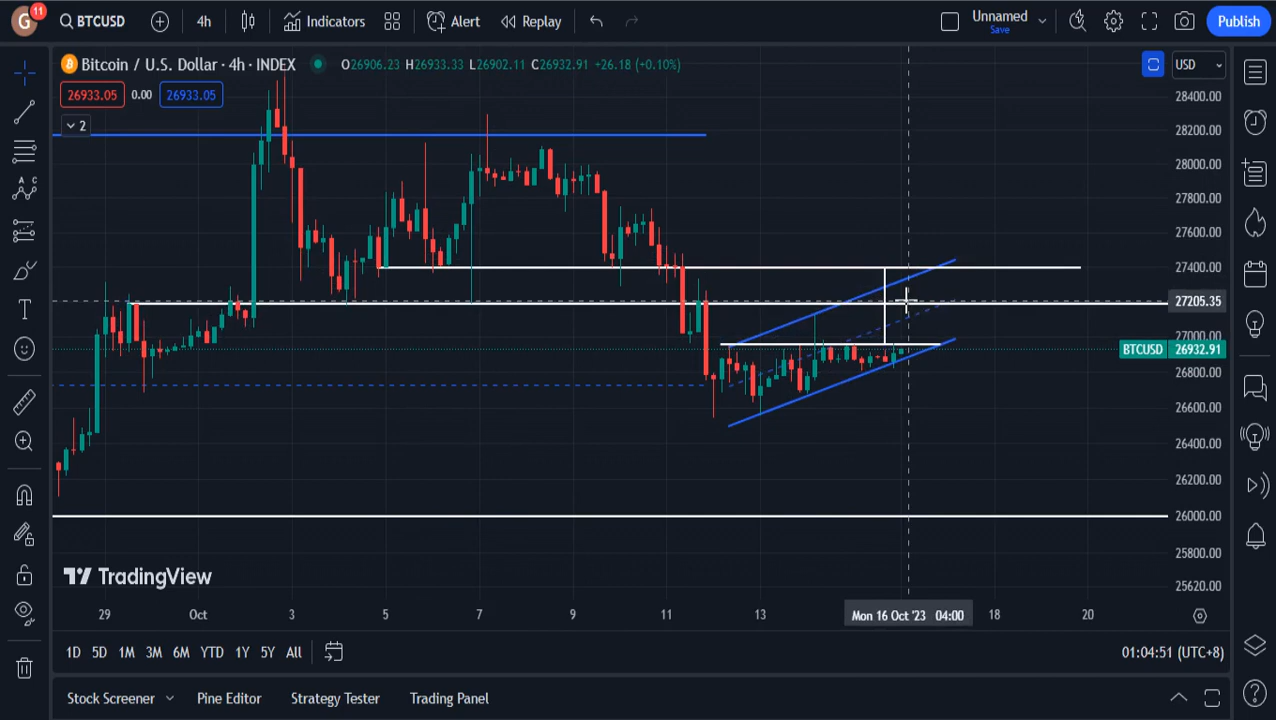 G
11
BTCUSD
4h
Indicators
Alert
Replay
Unnamed
Save
Publish
Bitcoin / U.S. Dollar · 4h · INDEX
O26906.23 H26933.33 L26902.11 C26932.91 +26.18 (+0.10%)
USD
26933.05 0.00 26933.05
2
28400.00
28200.00
28000.00
27800.00
27600.00
27400.00
27205.35
27000.00
BTCUSD 26932.91
26800.00
26600.00
26400.00
26200.00
26000.00
25800.00
25620.00
TradingView
29 Oct 3 5 7 9 11 13 Mon 16 Oct '23 04:00 18 20
1D 5D 1M 3M 6M YTD 1Y 5Y All
01:04:51 (UTC+8)
Stock Screener Pine Editor Strategy Tester Trading Panel